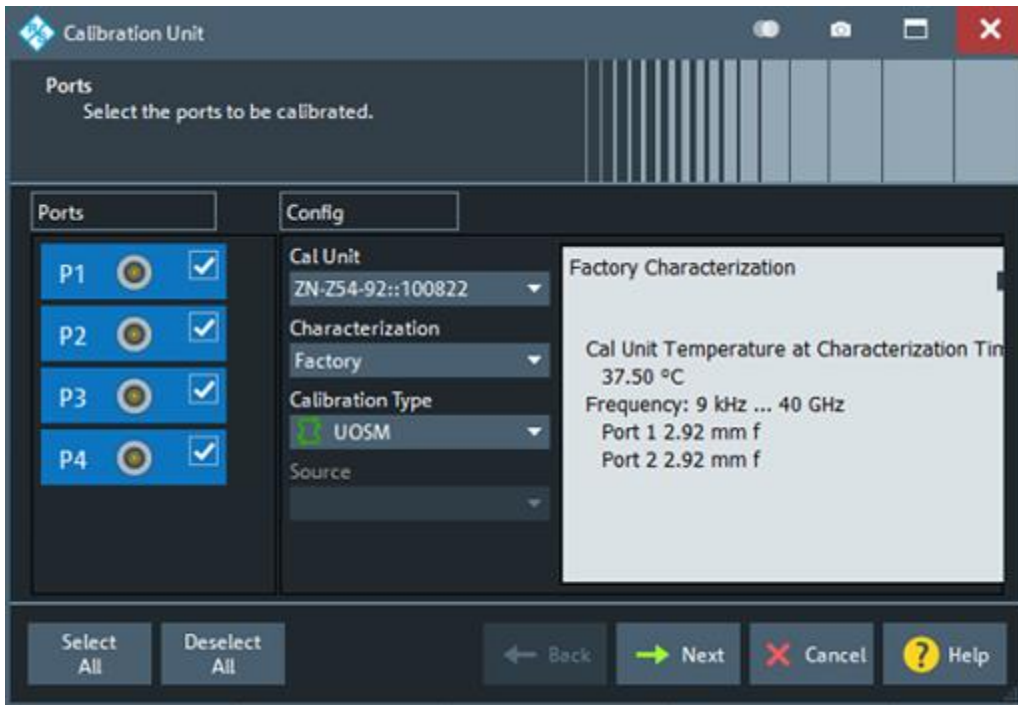 Calibration Unit
Ports
Select the ports to be calibrated.
Ports
P1
P2
P3
P4
Config
Cal Unit
ZN-Z54-92::100822
Characterization
Factory
Calibration Type
UOSM
Source
Factory Characterization
Cal Unit Temperature at Characterization Tim
37.50 °C
Frequency: 9 kHz ... 40 GHz
Port 1 2.92 mm f
Port 2 2.92 mm f
Select
All
Deselect
All
Back
Next
Cancel
? Help